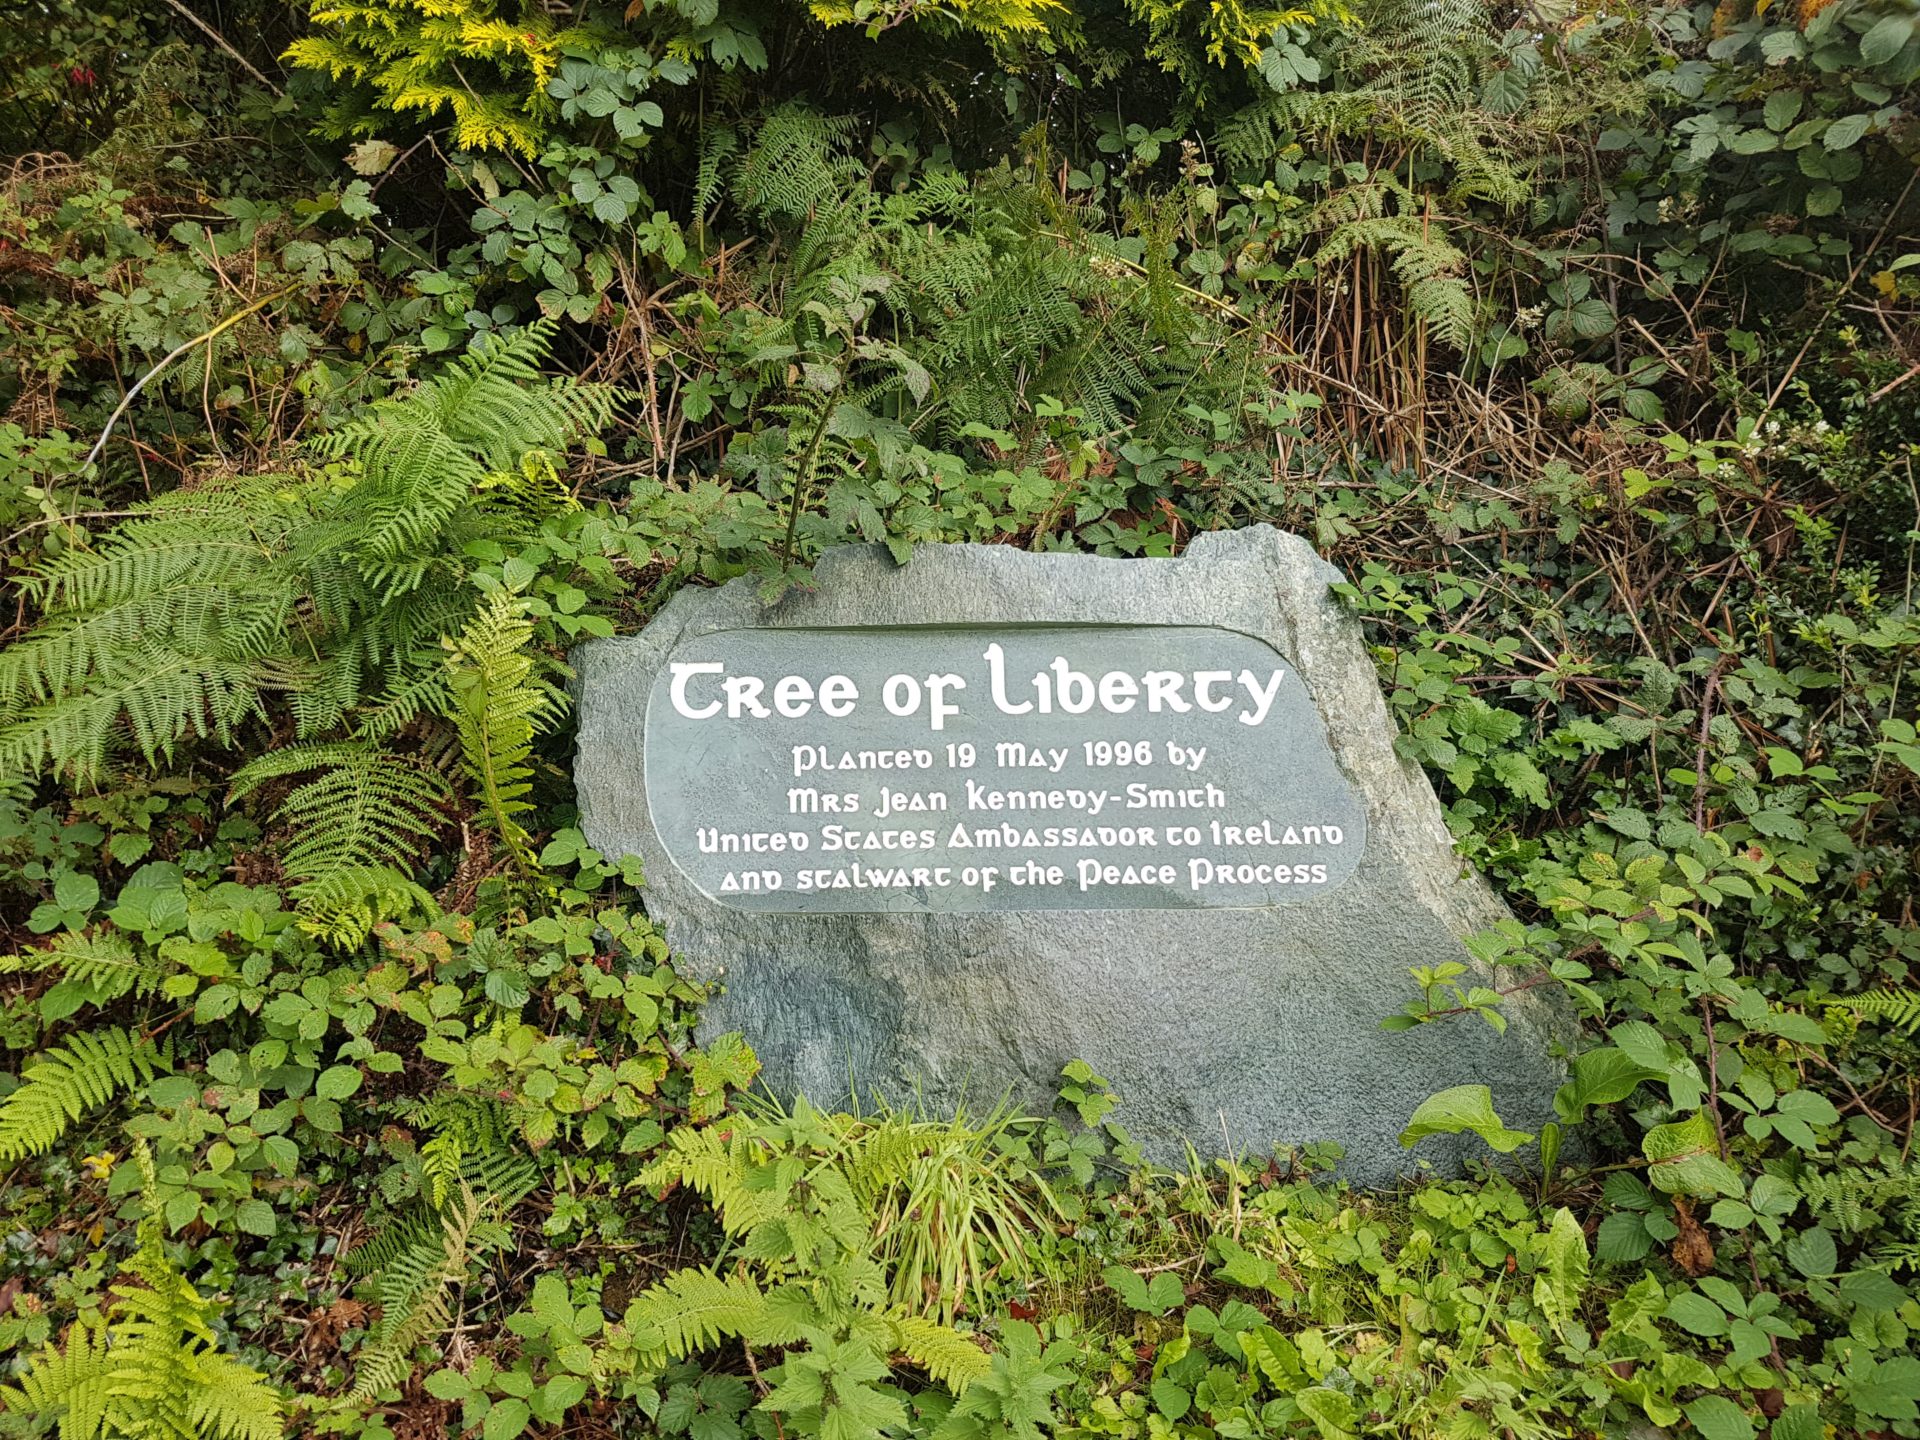 Tree of Liberty
Planted 19 May 1996 by
Mrs Jean Kennedy-Smith
United States Ambassador to Ireland
and stalwart of the Peace Process